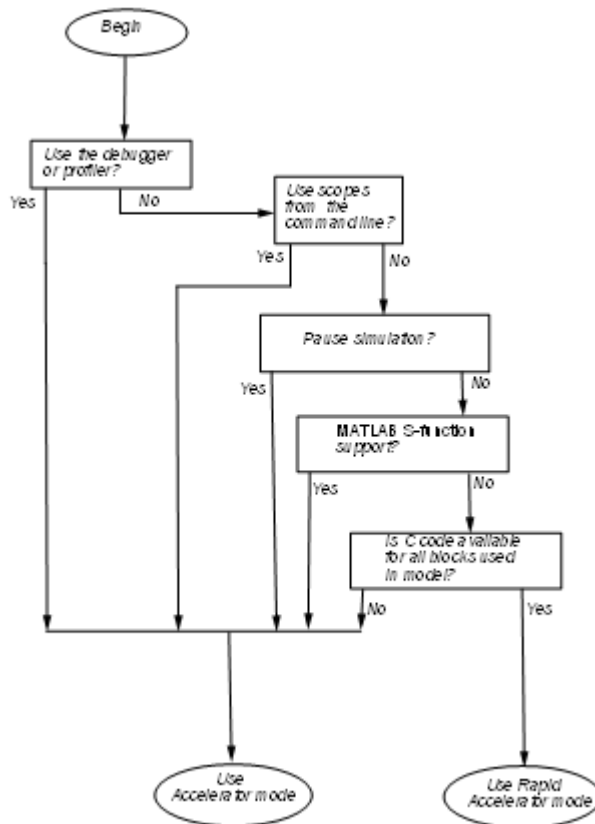 Begin
Use the debugger
or profiler?
Yes
No
Use scopes
from the
command line?
Yes
No
Pause simulation?
Yes
No
MATLAB S-function
support?
Yes
No
Is C code available
for all blocks used
in model?
No
Yes
Use
Accelerator mode
Use Rapid
Accelerator mode